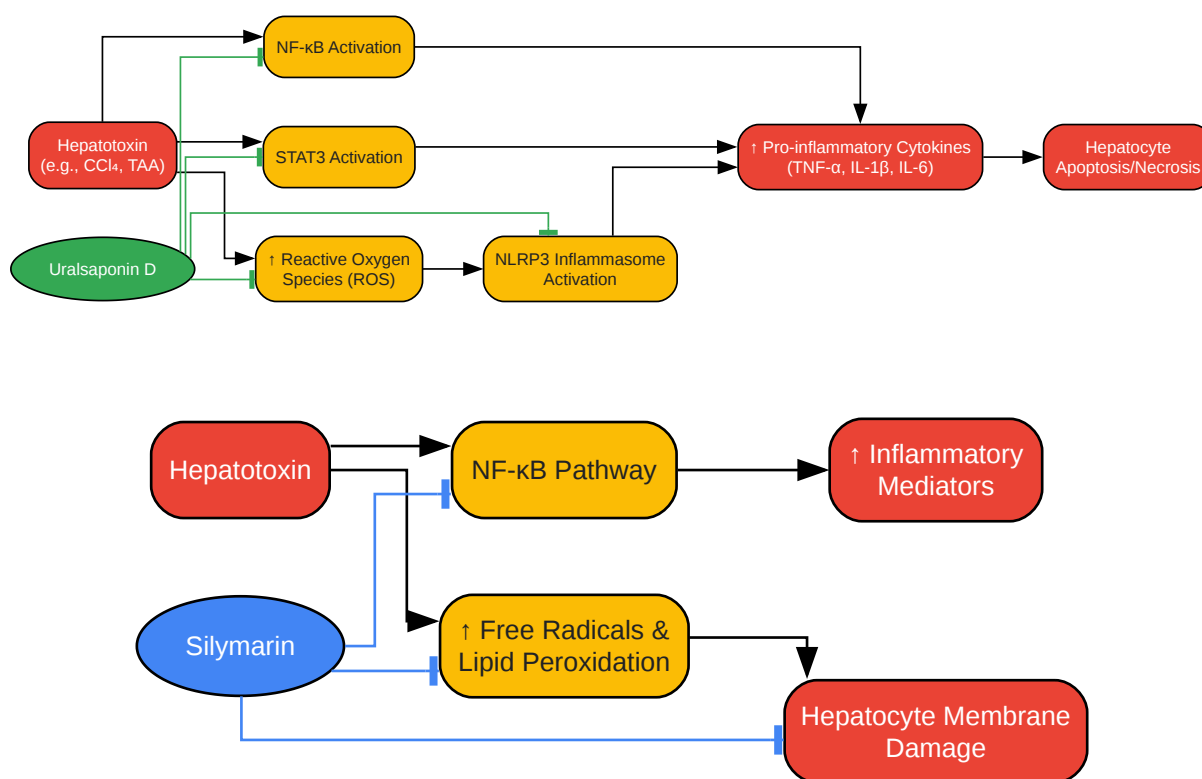 NF-κB Activation
Hepatotoxin
(e.g., CCl₄, TAA)
STAT3 Activation
↑ Pro-inflammatory Cytokines
(TNF-α, IL-1β, IL-6)
Hepatocyte
Apoptosis/Necrosis
Uralsaponin D
↑ Reactive Oxygen
Species (ROS)
NLRP3 Inflammasome
Activation
Hepatotoxin
NF-κB Pathway
↑ Inflammatory
Mediators
Silymarin
↑ Free Radicals &
Lipid Peroxidation
Hepatocyte Membrane
Damage